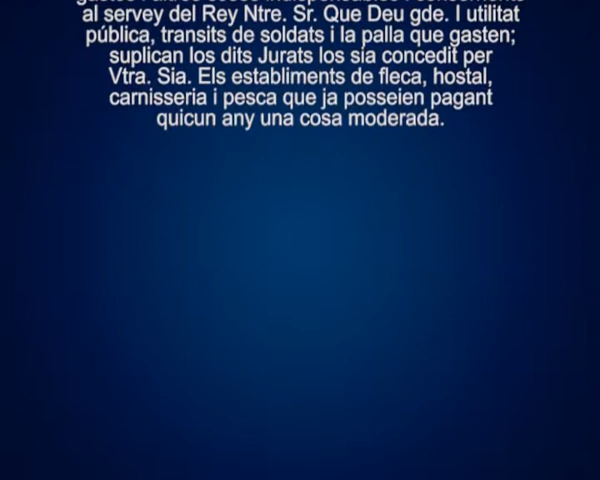 al servey del Rey Ntre. Sr. Que Deu gde. I utilitat
pública, transits de soldats i la palla que gasten;
suplican los dits Jurats los sia concedit per
Vtra. Sia. Els establiments de fleca, hostal,
carnisseria i pesca que ja posseien pagant
quicun any una cosa moderada.